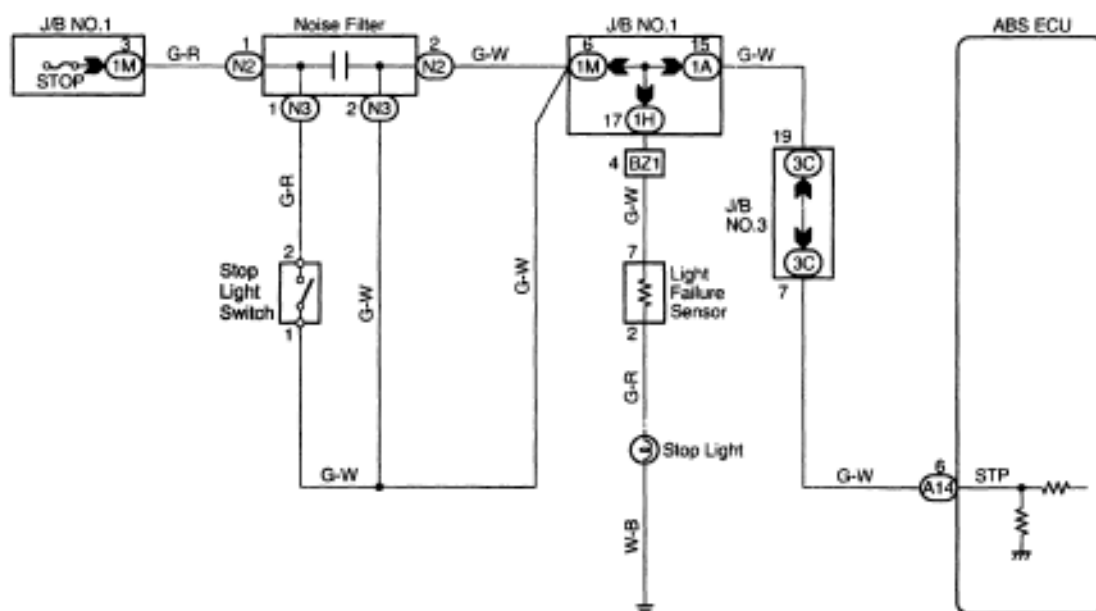 J/B NO.1
Noise Filter
J/B NO.1
ABS ECU
3
1
2
6
15
G-R
G-W
G-W
STOP
1M
N2
N2
1M
1A
1
N3
2
N3
17
1H
19
4
BZ1
3C
G-R
G-W
J/B
NO.3
2
7
3C
Stop
Light
Switch
G-W
G-W
Light
Failure
Sensor
7
1
2
G-R
Stop Light
G-W
G-W
6
A14
STP
W-B